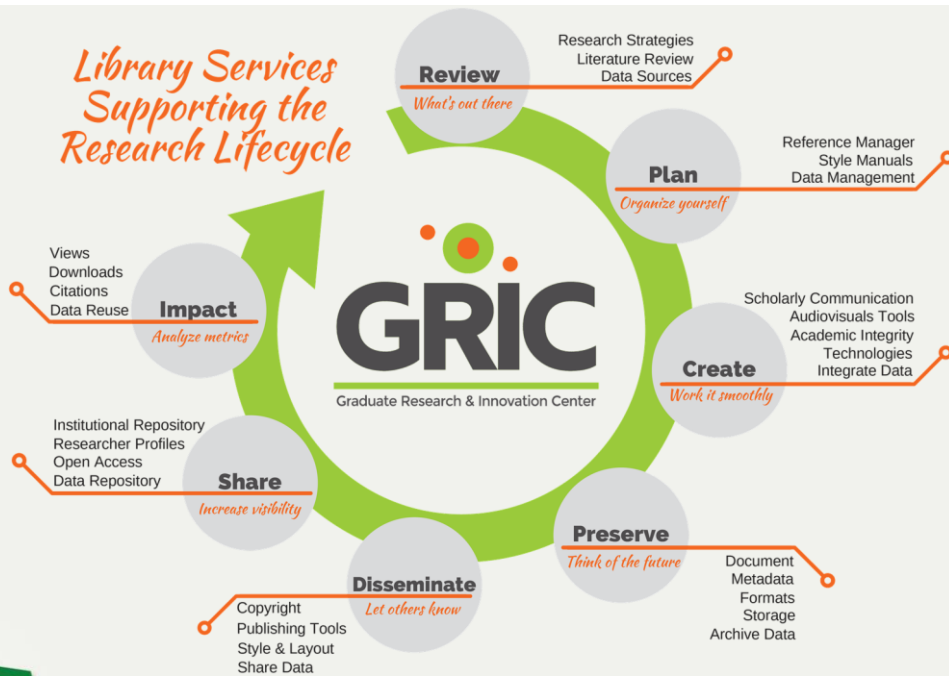 Library Services
Supporting the
Research Lifecycle
Review
What's out there
Research Strategies
Literature Review
Data Sources
Plan
Organize yourself
Reference Manager
Style Manuals
Data Management
Create
Work it smoothly
Scholarly Communication
Audiovisuals Tools
Academic Integrity
Technologies
Integrate Data
Preserve
Think of the future
Document
Metadata
Formats
Storage
Archive Data
Disseminate
Let others know
Copyright
Publishing Tools
Style & Layout
Share Data
Share
Increase visibility
Institutional Repository
Researcher Profiles
Open Access
Data Repository
Impact
Analyze metrics
Views
Downloads
Citations
Data Reuse
GRIC
Graduate Research & Innovation Center